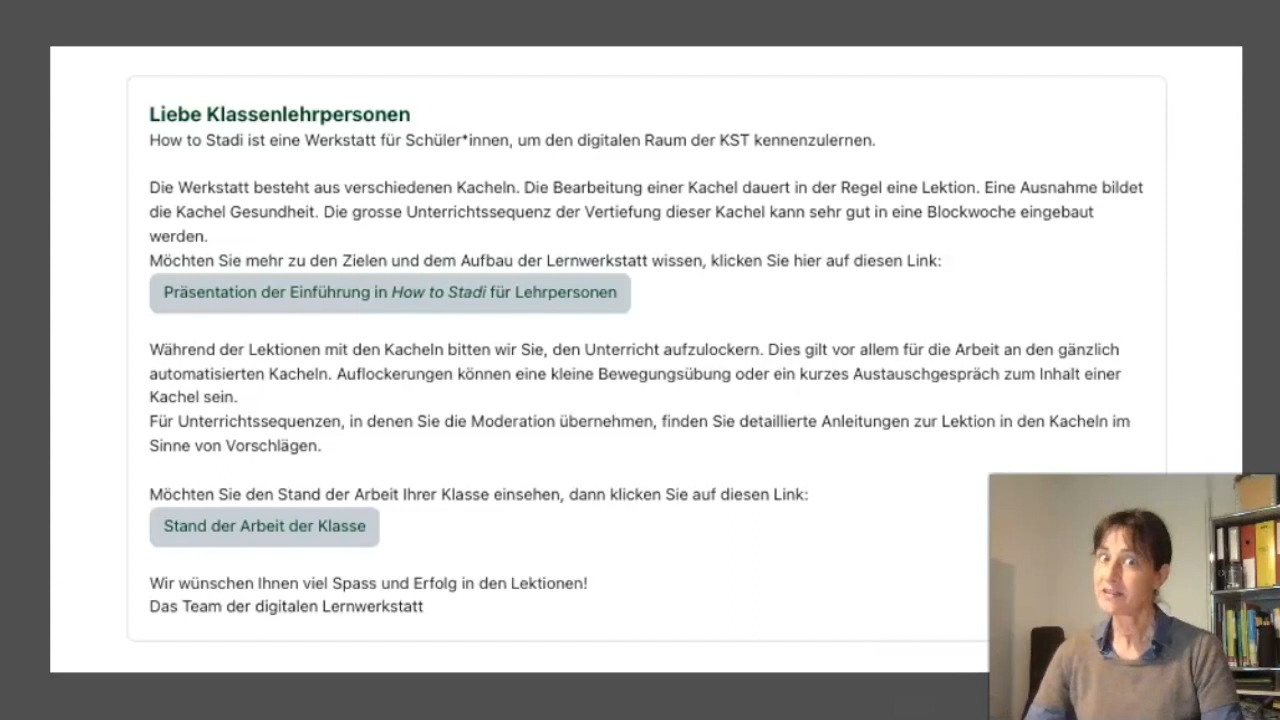 Liebe Klassenlehrpersonen
How to Stadi ist eine Werkstatt für Schüler*innen, um den digitalen Raum der KST kennenzulernen.
Die Werkstatt besteht aus verschiedenen Kacheln. Die Bearbeitung einer Kachel dauert in der Regel eine Lektion. Eine Ausnahme bildet
die Kachel Gesundheit. Die grosse Unterrichtssequenz der Vertiefung dieser Kachel kann sehr gut in eine Blockwoche eingebaut
werden.
Möchten Sie mehr zu den Zielen und dem Aufbau der Lernwerkstatt wissen, klicken Sie hier auf diesen Link:
Präsentation der Einführung in How to Stadi für Lehrpersonen
Während der Lektionen mit den Kacheln bitten wir Sie, den Unterricht aufzulockern. Dies gilt vor allem für die Arbeit an den gänzlich
automatisierten Kacheln. Auflockerungen können eine kleine Bewegungsübung oder ein kurzes Austauschgespräch zum Inhalt einer
Kachel sein.
Für Unterrichtssequenzen, in denen Sie die Moderation übernehmen, finden Sie detaillierte Anleitungen zur Lektion in den Kacheln im
Sinne von Vorschlägen.
Möchten Sie den Stand der Arbeit Ihrer Klasse einsehen, dann klicken Sie auf diesen Link:
Stand der Arbeit der Klasse
Wir wünschen Ihnen viel Spass und Erfolg in den Lektionen!
Das Team der digitalen Lernwerkstatt